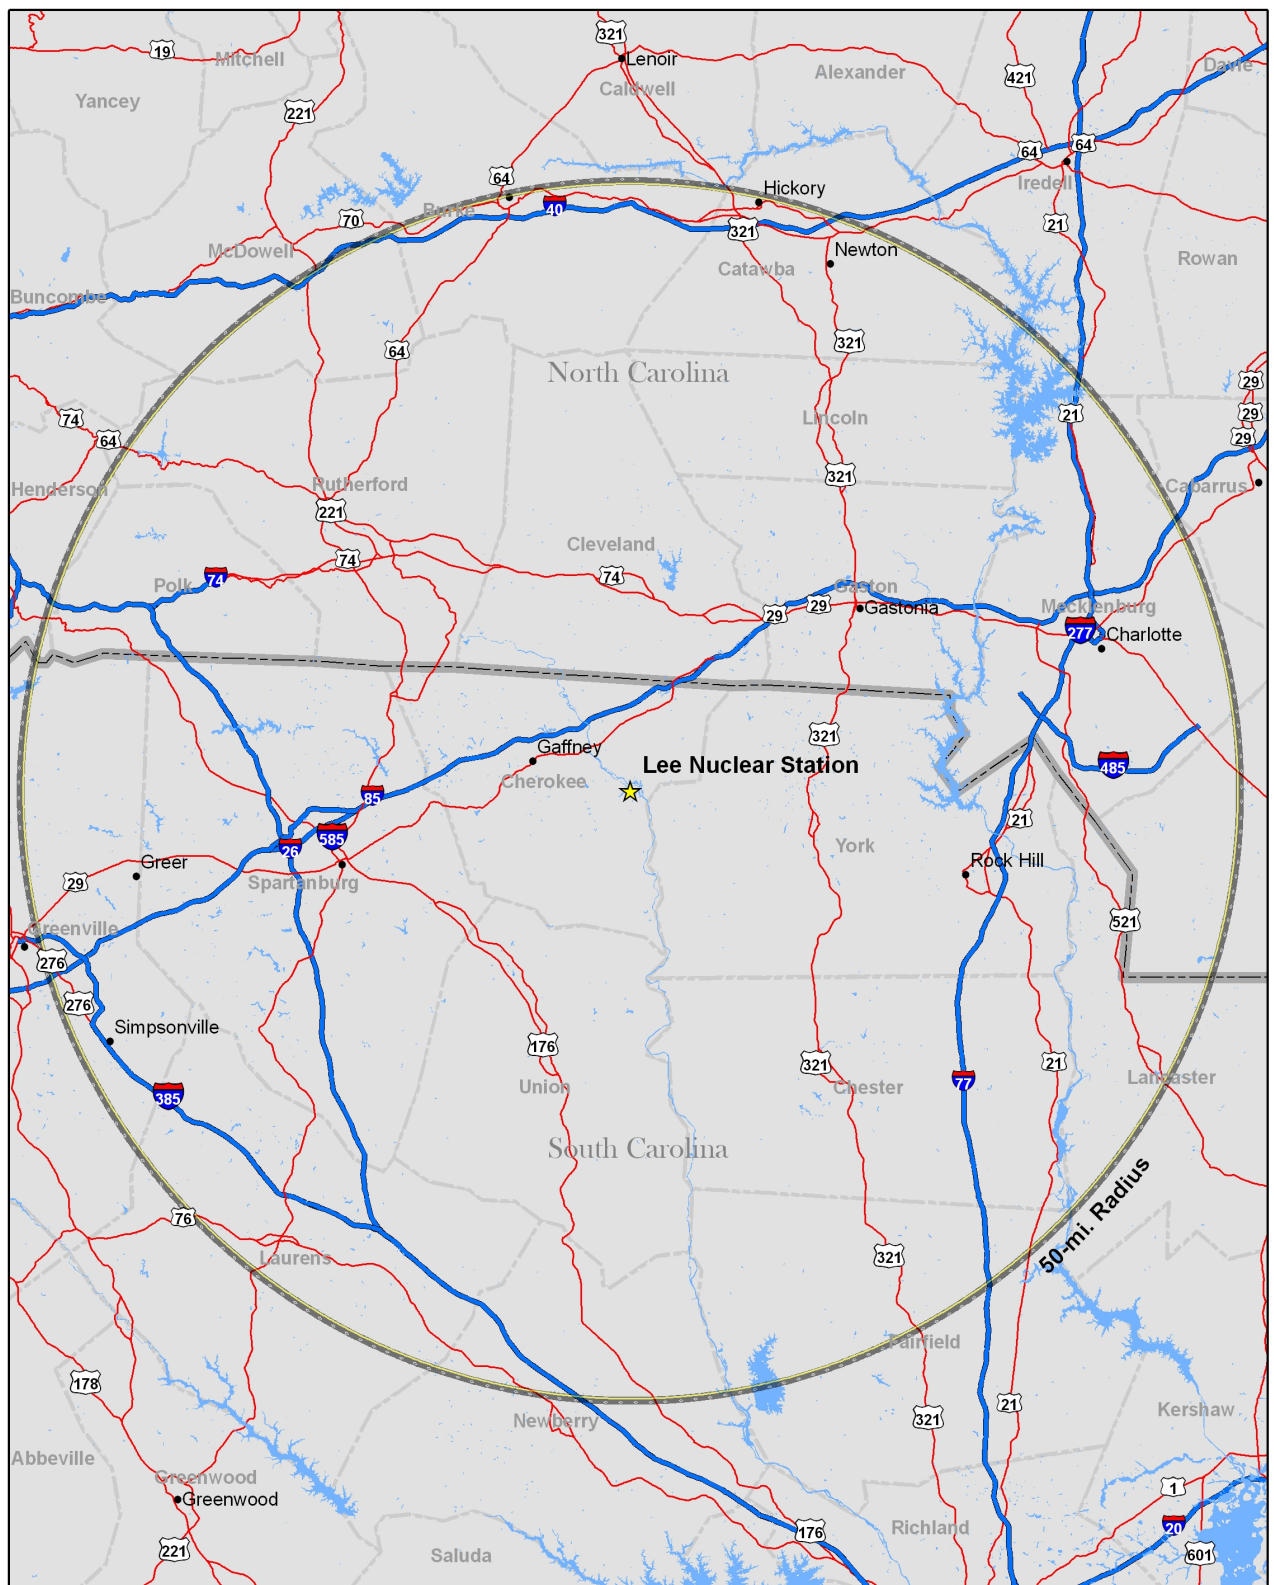 321
19
Mitchell
Lenoir
Davie
Alexander
421
Caldwell
Yancey
221
64
64
64
Iredell
Hickory
40
Burke
70
321
21
McDowell
Newton
Rowan
Catawba
Buncombe
321
64
North Carolina
29
74
21
29
Lincoln
64
29
321
Rutherford
Cabarrus
Henderson
221
Cleveland
74
74
74
Polk
Gaston
29
29
Gastonia
Mecklenburg
277
Charlotte
321
Gaffney
Lee Nuclear Station
485
Cherokee
85
21
585
26
York
Greer
Rock Hill
29
Spartanburg
521
Greenville
276
276
Simpsonville
176
321
21
77
Lancaster
Union
Chester
385
South Carolina
50-mi. Radius
76
Laurens
321
Fairfield
178
21
Kershaw
321
Newberry
Abbeville
Greenwood
Greenwood
1
20
176
Richland
221
Saluda
601